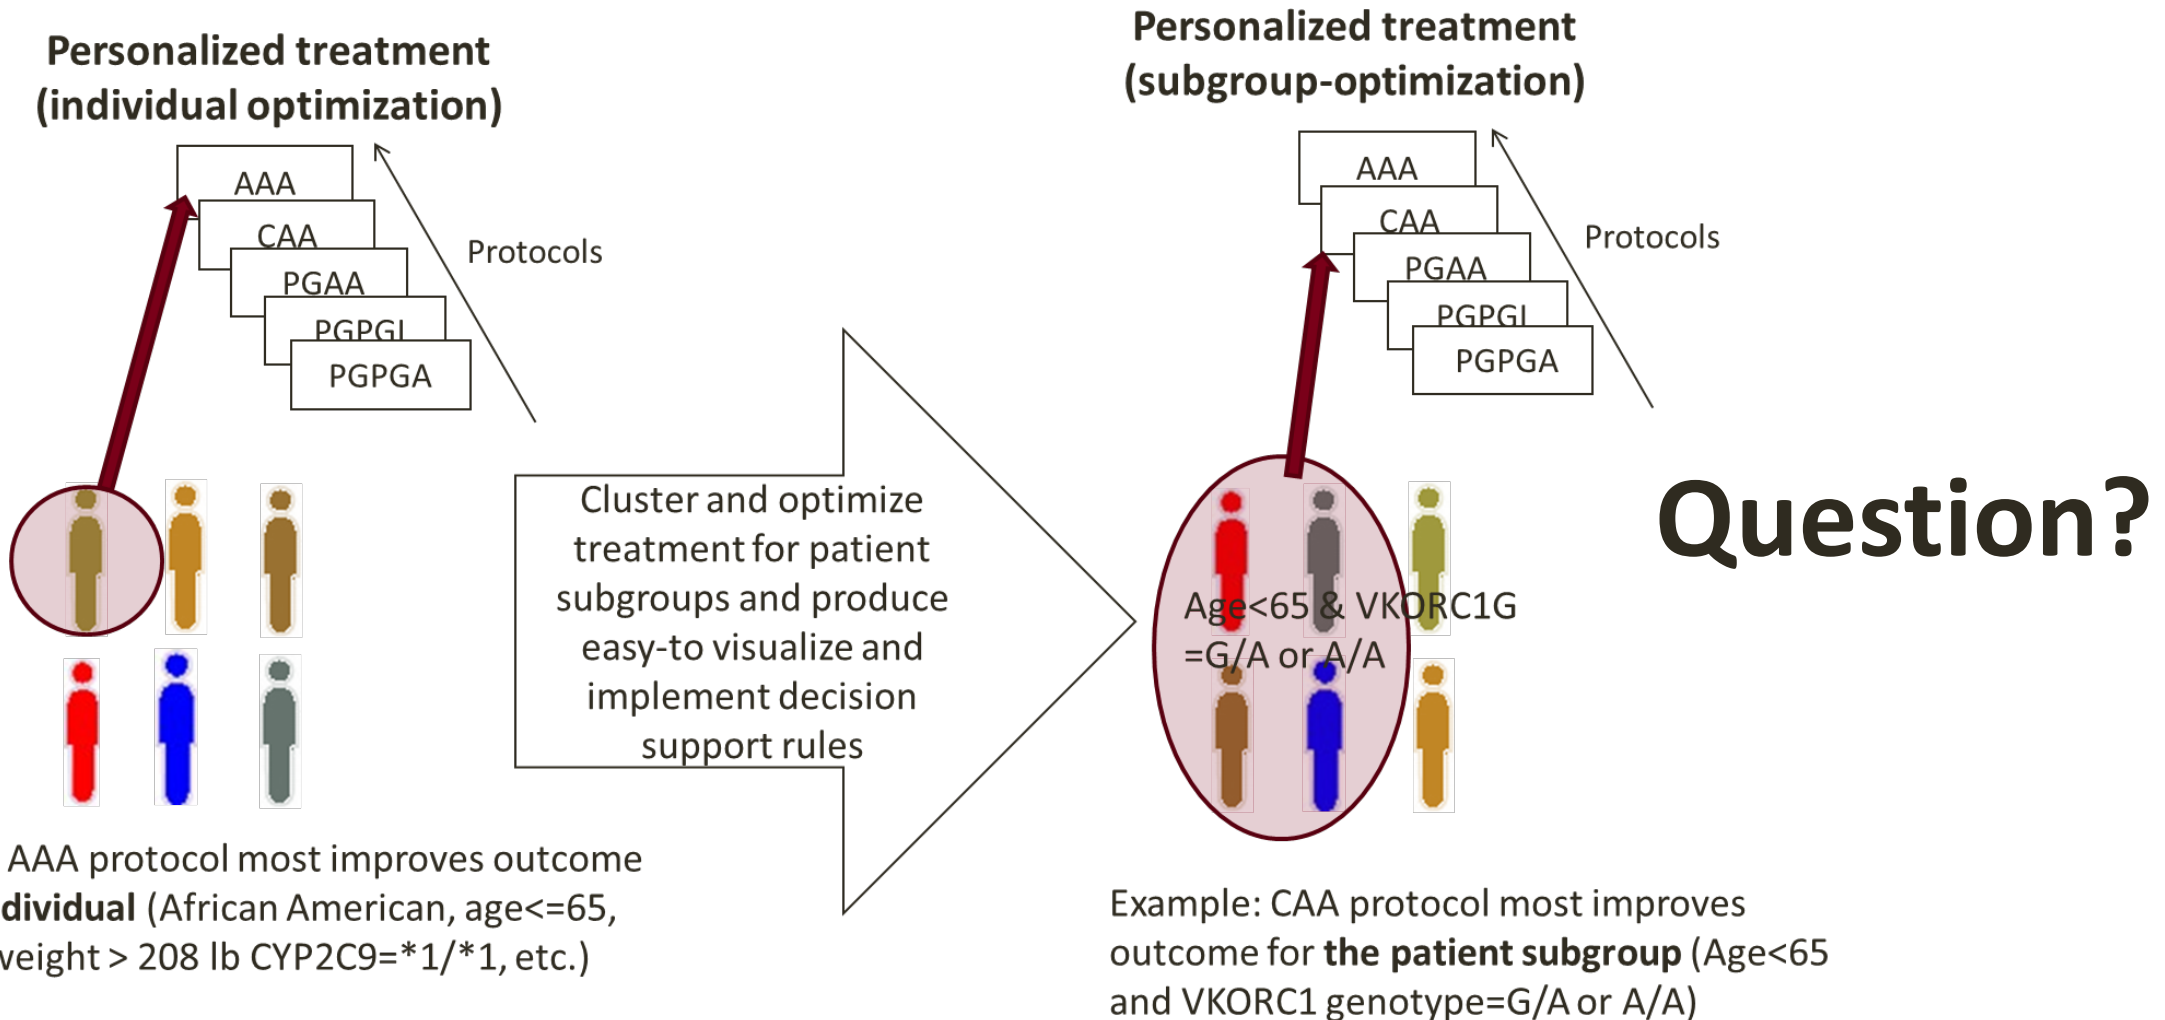 Personalized treatment
(individual optimization)
AAA
CAA
PGAA
PGPGI
PGPGA
Protocols
AAA protocol most improves outcome
dividual (African American, age<=65,
weight > 208 lb CYP2C9=*1/*1, etc.)
Cluster and optimize
treatment for patient
subgroups and produce
easy-to visualize and
implement decision
support rules
Personalized treatment
(subgroup-optimization)
AAA
CAA
PGAA
PGPGI
PGPGA
Protocols
Age<65 & VKORC1G
=G/A or A/A
Example: CAA protocol most improves
outcome for the patient subgroup (Age<65
and VKORC1 genotype=G/A or A/A)
Question?